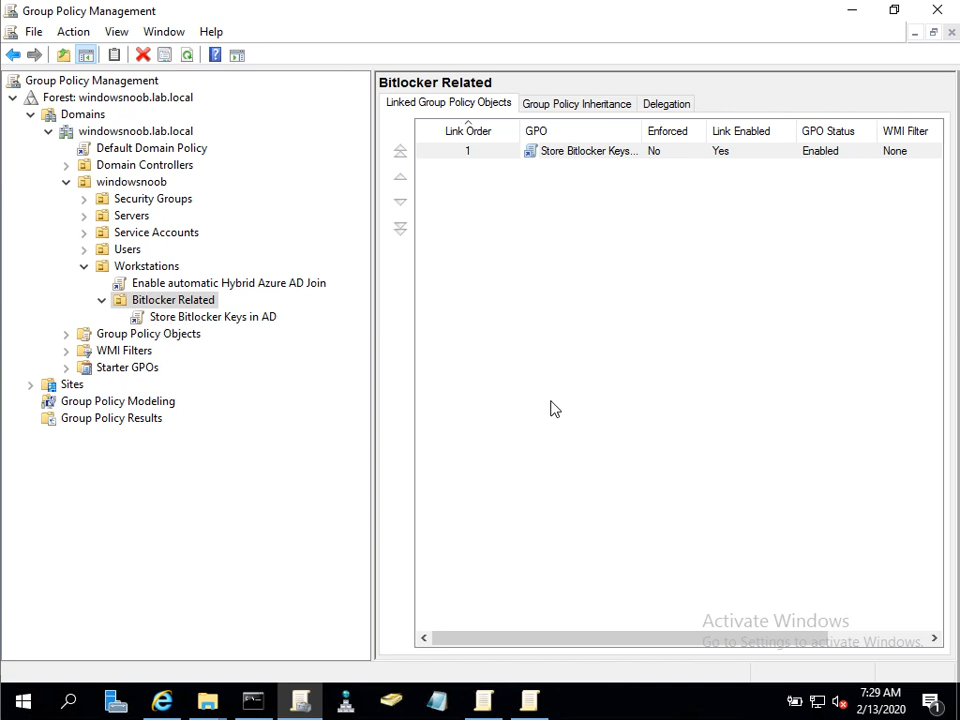 Group Policy Management
File Action View Window Help
Group Policy Management
Forest: windowsnoob.lab.local
Domains
windowsnoob.lab.local
Default Domain Policy
Domain Controllers
windowsnoob
Security Groups
Servers
Service Accounts
Users
Workstations
Enable automatic Hybrid Azure AD Join
Bitlocker Related
Store Bitlocker Keys in AD
Group Policy Objects
WMI Filters
Starter GPOs
Sites
Group Policy Modeling
Group Policy Results
Bitlocker Related
Linked Group Policy Objects Group Policy Inheritance Delegation
Link Order GPO Enforced Link Enabled GPO Status WMI Filter
1 Store Bitlocker Keys... No Yes Enabled None
Activate Windows
Go to Settings to activate Windows.
7:29 AM
2/13/2020
1